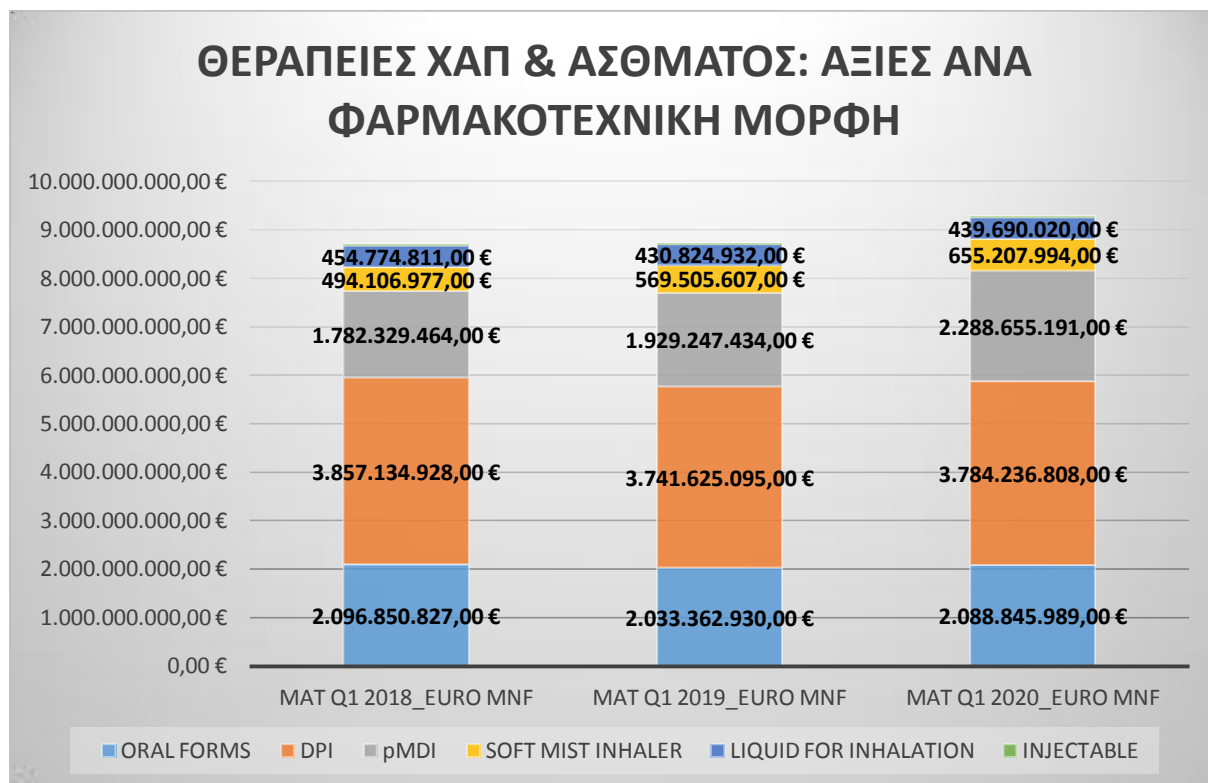 ΘΕΡΑΠΕΙΕΣ ΧΑΠ & ΑΣΘΜΑΤΟΣ: ΑΞΙΕΣ ΑΝΑ
ΦΑΡΜΑΚΟΤΕΧΝΙΚΗ ΜΟΡΦΗ
10.000.000.000,00 €
9.000.000.000,00 €
8.000.000.000,00 €
7.000.000.000,00 €
6.000.000.000,00 €
5.000.000.000,00 €
4.000.000.000,00 €
3.000.000.000,00 €
2.000.000.000,00 €
1.000.000.000,00 €
0,00 €
454.774.811,00 €
494.106.977,00 €
1.782.329.464,00 €
3.857.134.928,00 €
2.096.850.827,00 €
430.824.932,00 €
569.505.607,00 €
1.929.247.434,00 €
3.741.625.095,00 €
2.033.362.930,00 €
439.690.020,00 €
655.207.994,00 €
2.288.655.191,00 €
3.784.236.808,00 €
2.088.845.989,00 €
MAT Q1 2018_EURO MNF
MAT Q1 2019_EURO MNF
MAT Q1 2020_EURO MNF
ORAL FORMS
DPI
pMDI
SOFT MIST INHALER
LIQUID FOR INHALATION
INJECTABLE